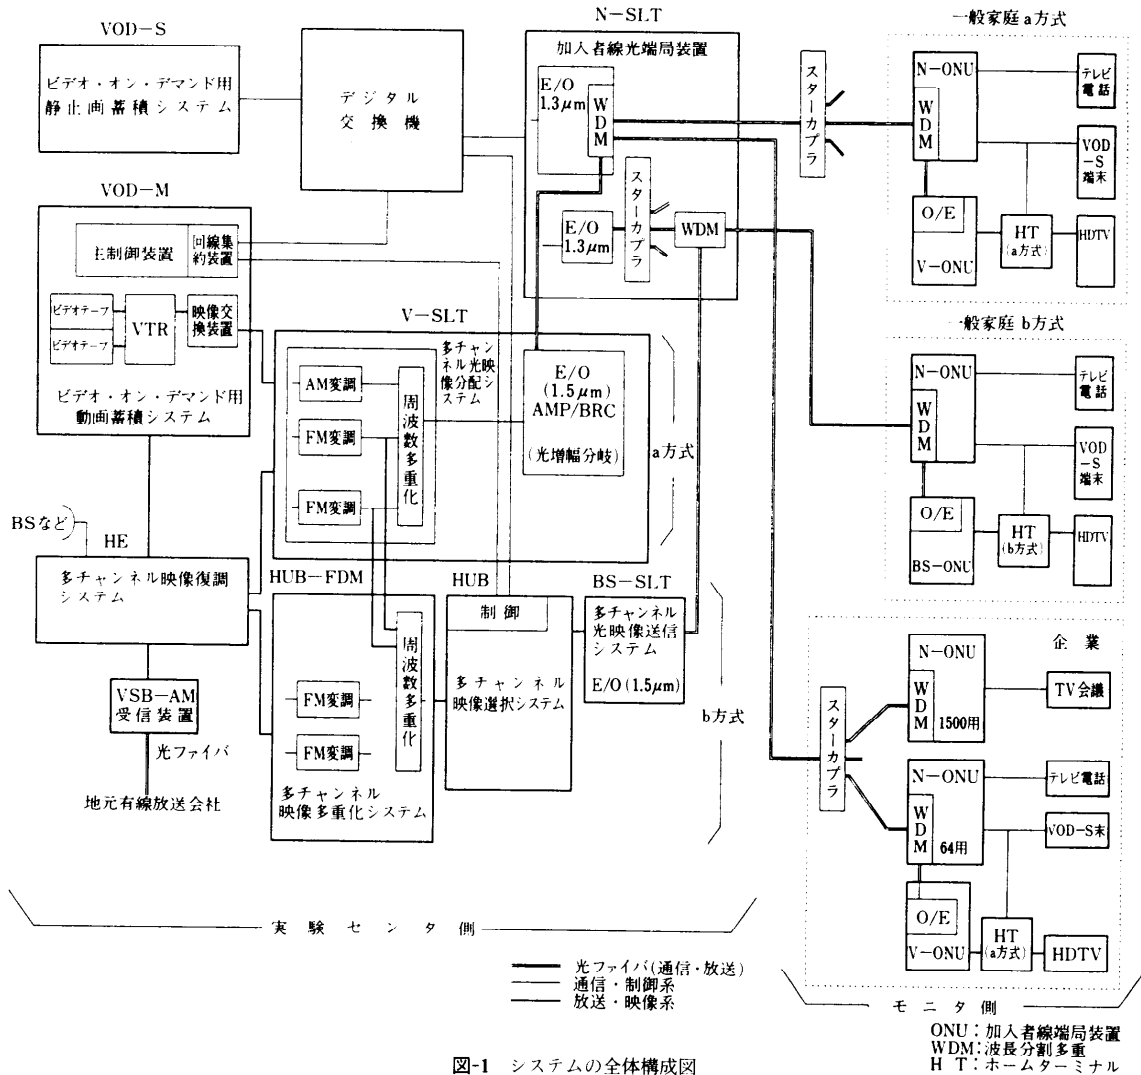 VOD-S
ビデオ・オン・デマンド用
静止画蓄積システム
デジタル
交換機
VOD-M
主制御装置
回線集
約装置
ビデオテープ
ビデオテープ
VTR
映像交
換装置
ビデオ・オン・デマンド用
動画蓄積システム
BSなど
HE
多チャンネル映像復調
システム
VSB-AM
受信装置
光ファイバ
地元有線放送会社
N-SLT
加入者線光端局装置
E/O
1.3μm
WDM
スターカプラ
E/O
1.3μm
WDM
V-SLT
多チャン
ネル光映
像分配シ
ステム
AM変調
FM変調
FM変調
周波数多重化
E/O
(1.5μm)
AMP/BRC
(光増幅分岐)
a方式
HUB-FDM
周波数多重化
FM変調
FM変調
多チャンネル
映像多重化システム
HUB
制御
多チャンネル
映像選択システム
BS-SLT
多チャンネル
光映像送信
システム
E/O(1.5μm)
b方式
スターカプラ
一般家庭a方式
N-ONU
WDM
テレビ
電話
VOD
-S
端末
O/E
V-ONU
HT
(a方式)
HDTV
一般家庭b方式
N-ONU
WDM
テレビ
電話
VOD
-S
端末
O/E
BS-ONU
HT
(b方式)
HDTV
企業
スターカプラ
N-ONU
WDM
1500用
TV会議
N-ONU
WDM
64用
テレビ電話
VOD-S末
O/E
V-ONU
HT
(a方式)
HDTV
実験センタ側
モニタ側
光ファイバ(通信・放送)
通信・制御系
放送・映像系
ONU:加入者線端局装置
WDM:波長分割多重
HT:ホームターミナル
図-1 システムの全体構成図